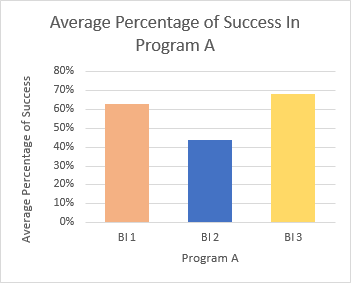 Average Percentage of Success In
Program A
Average Percentage of Success
80%
70%
60%
50%
40%
30%
20%
10%
0%
BI 1
BI 2
BI 3
Program A